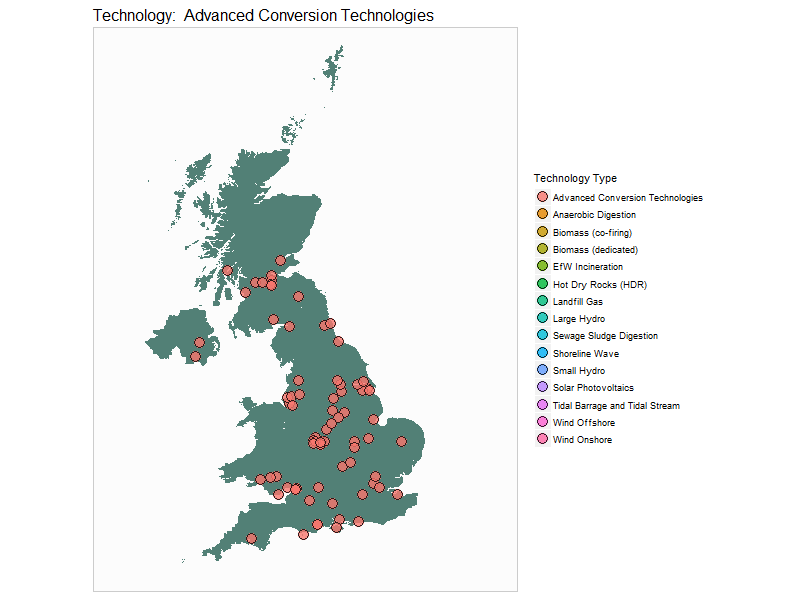 Technology: Advanced Conversion Technologies
Technology Type
Advanced Conversion Technologies
Anaerobic Digestion
Biomass (co-firing)
Biomass (dedicated)
EfW Incineration
Hot Dry Rocks (HDR)
Landfill Gas
Large Hydro
Sewage Sludge Digestion
Shoreline Wave
Small Hydro
Solar Photovoltaics
Tidal Barrage and Tidal Stream
Wind Offshore
Wind Onshore